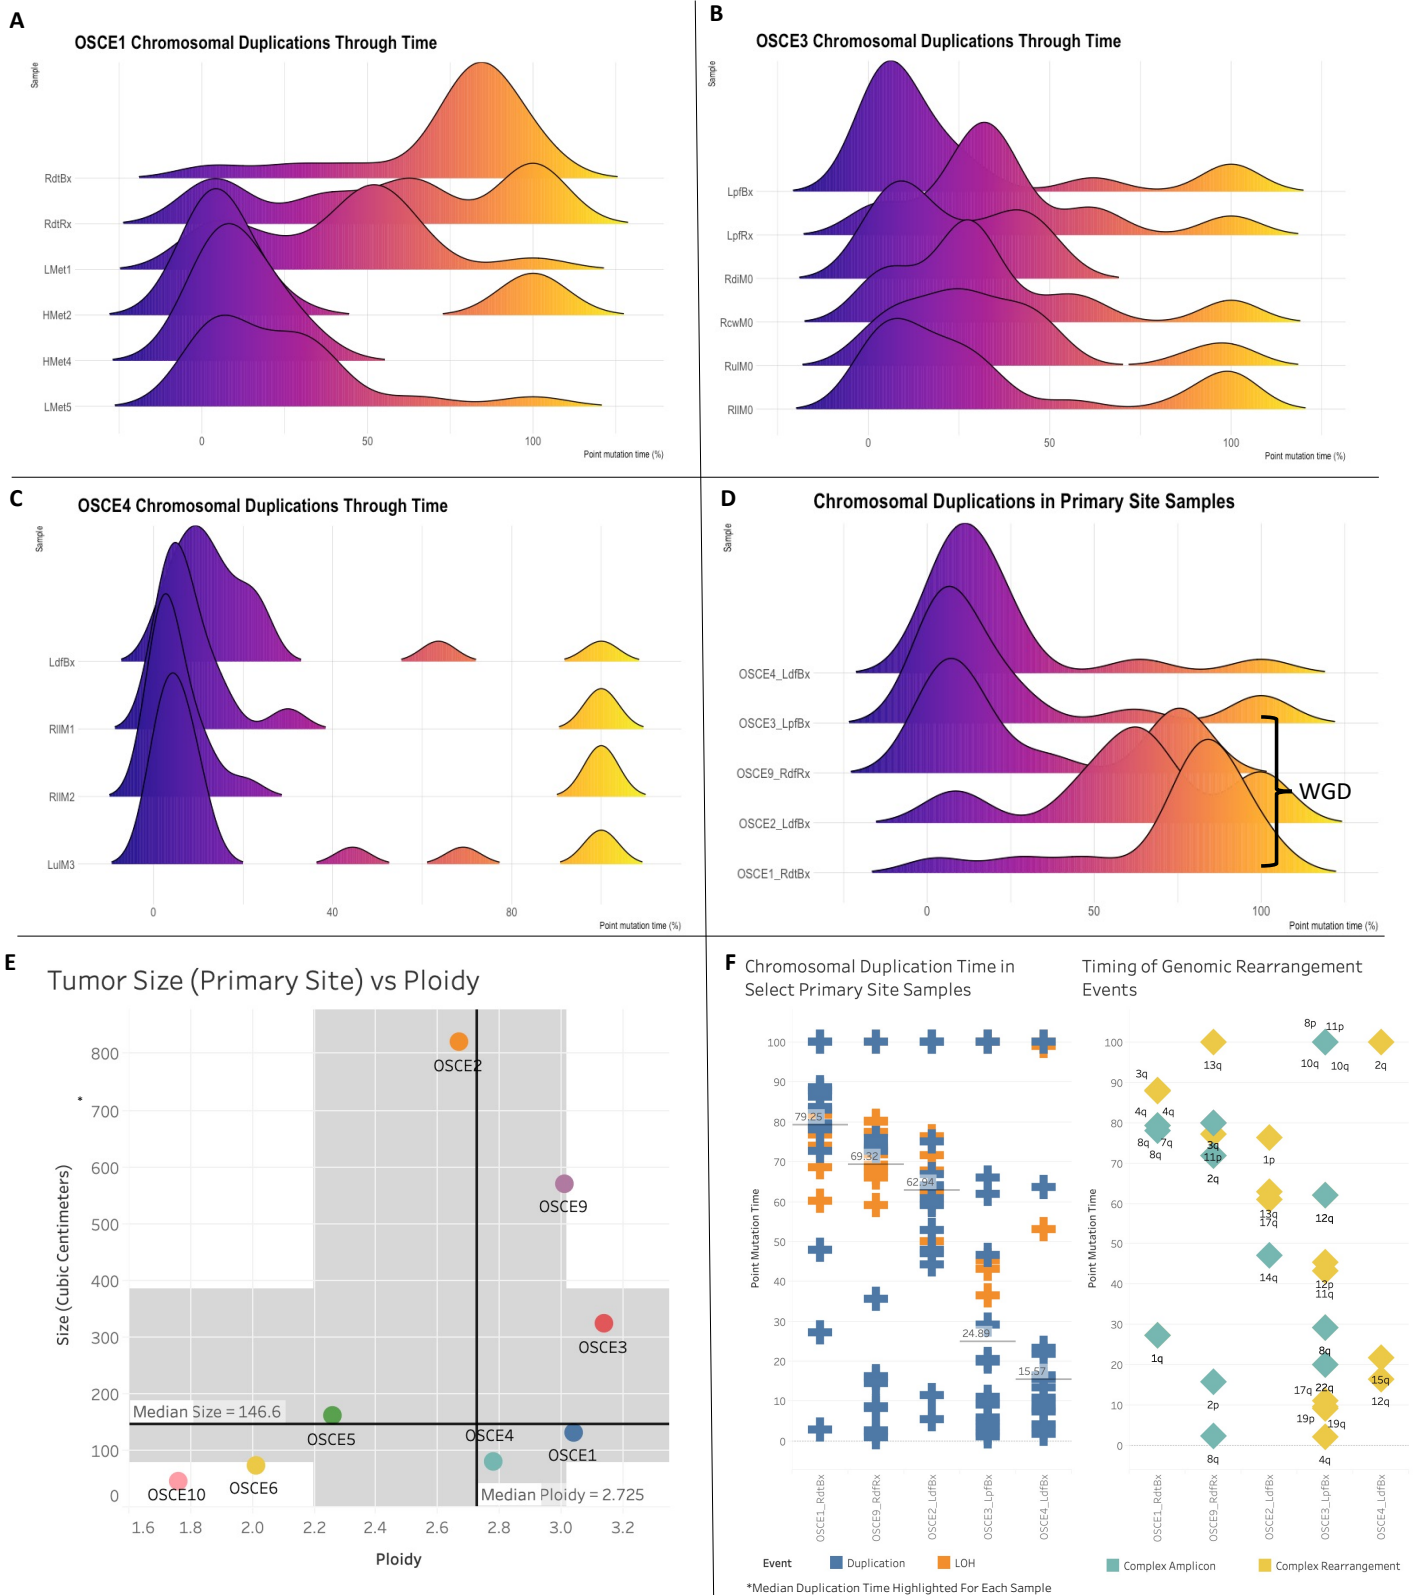 A
OSCE1 Chromosomal Duplications Through Time
Sample
RdtBx
RdtRx
LMet1
HMet2
HMet4
LMet5
0 50 100
Point mutation time (%)
B
OSCE3 Chromosomal Duplications Through Time
Sample
LpfBx
LpfRx
RdiM0
RcwM0
RulM0
RllM0
0 50 100
Point mutation time (%)
C
OSCE4 Chromosomal Duplications Through Time
Sample
LdfBx
RllM1
RllM2
LulM3
0 40 80
Point mutation time (%)
D
Chromosomal Duplications in Primary Site Samples
Sample
OSCE4_LdfBx
OSCE3_LpfBx
OSCE9_RdfRx
OSCE2_LdfBx
OSCE1_RdtBx
WGD
0 50 100
Point mutation time (%)
E
Tumor Size (Primary Site) vs Ploidy
*
Size (Cubic Centimeters)
800
700
600
500
400
300
200
100
0
OSCE2
OSCE9
OSCE3
Median Size = 146.6
OSCE5
OSCE4
OSCE1
OSCE6
OSCE10
Median Ploidy = 2.725
1.6 1.8 2.0 2.2 2.4 2.6 2.8 3.0 3.2
Ploidy
F
Chromosomal Duplication Time in
Select Primary Site Samples
Point Mutation Time
100
90
80
70
60
50
40
30
20
10
0
79.25
69.32
62.94
24.89
15.57
OSCE1_RdtBx
OSCE9_RdfRx
OSCE2_LdfBx
OSCE3_LpfBx
OSCE4_LdfBx
Event Duplication LOH
*Median Duplication Time Highlighted For Each Sample
Timing of Genomic Rearrangement
Events
Point Mutation Time
100
90
80
70
60
50
40
30
20
10
0
8p 11p
13q 10q 10q 2q
3q
4q 4q
8q 7q
8q
3q
11p
2q
1p
13q
17q
12q
14q
12p
11q
1q
8q
22q
15q
17q
2p
12q
19p 19q
8q
4q
OSCE1_RdtBx
OSCE9_RdfRx
OSCE2_LdfBx
OSCE3_LpfBx
OSCE4_LdfBx
Complex Amplicon Complex Rearrangement